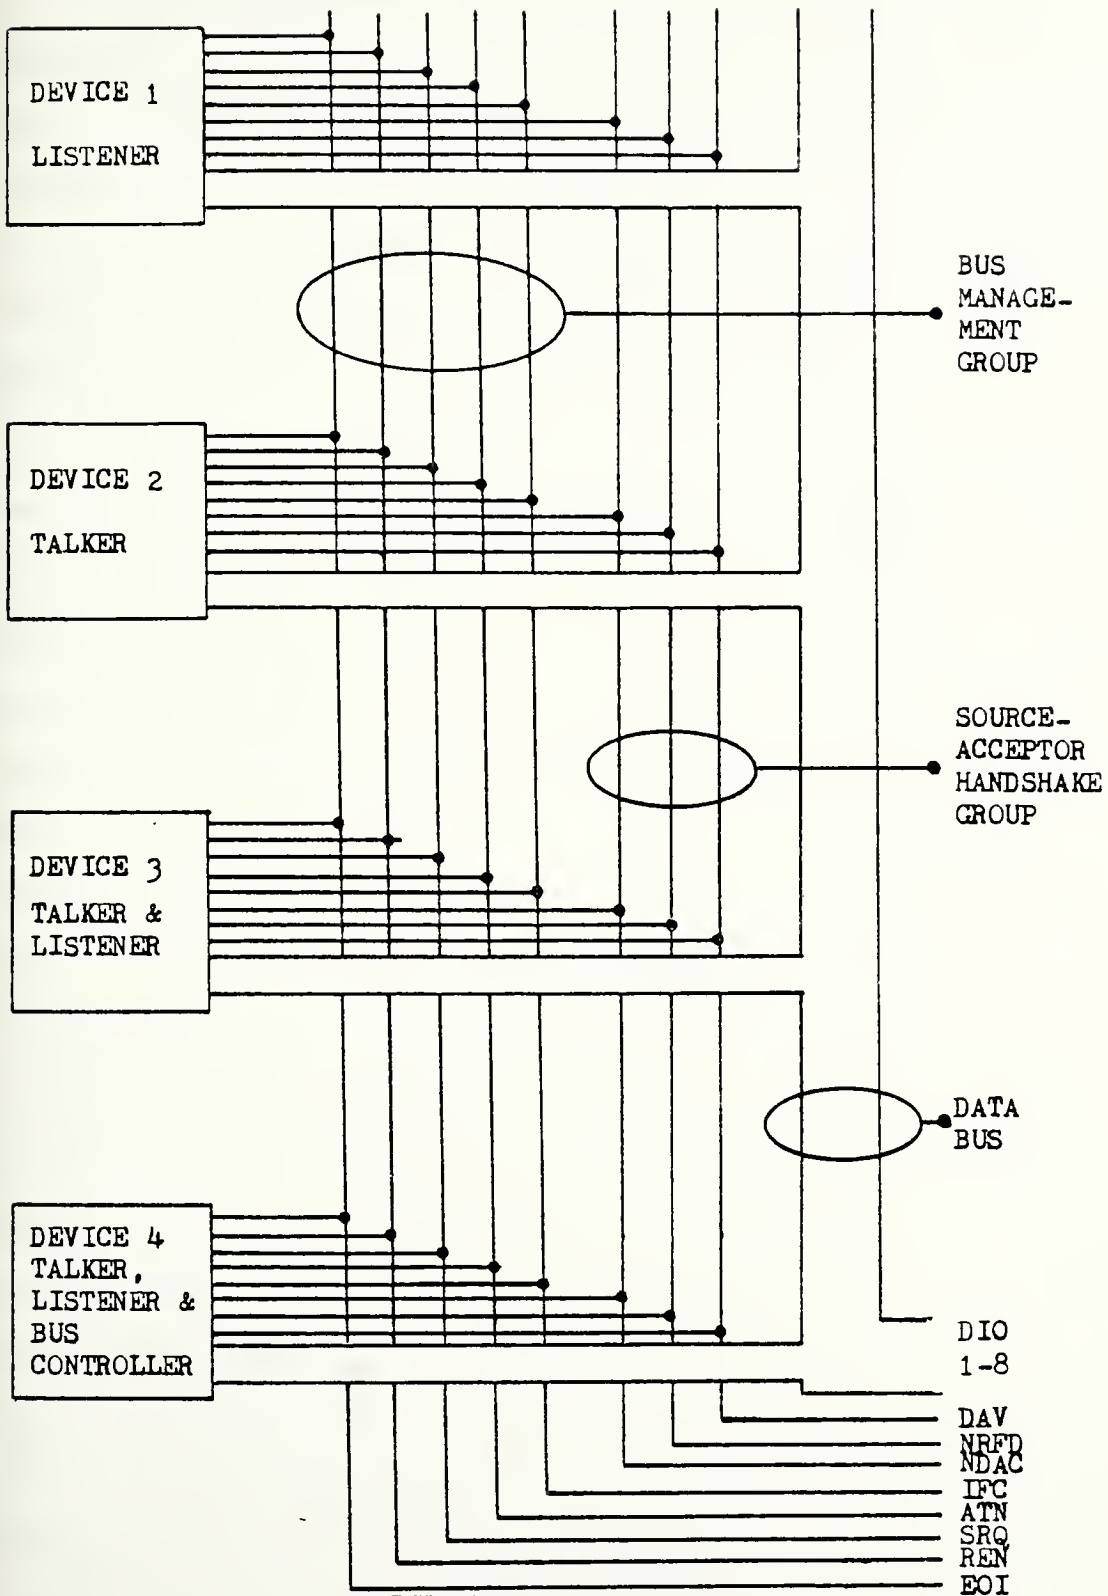 DEVICE 1
LISTENER
BUS
MANAGE-
MENT
GROUP
DEVICE 2
TALKER
SOURCE-
ACCEPTOR
HANDSHAKE
GROUP
DEVICE 3
TALKER &
LISTENER
DATA
BUS
DEVICE 4
TALKER,
LISTENER &
BUS
CONTROLLER
DIO
1-8
DAV
NRFD
NDAC
IFC
ATN
SRQ
REN
EOI